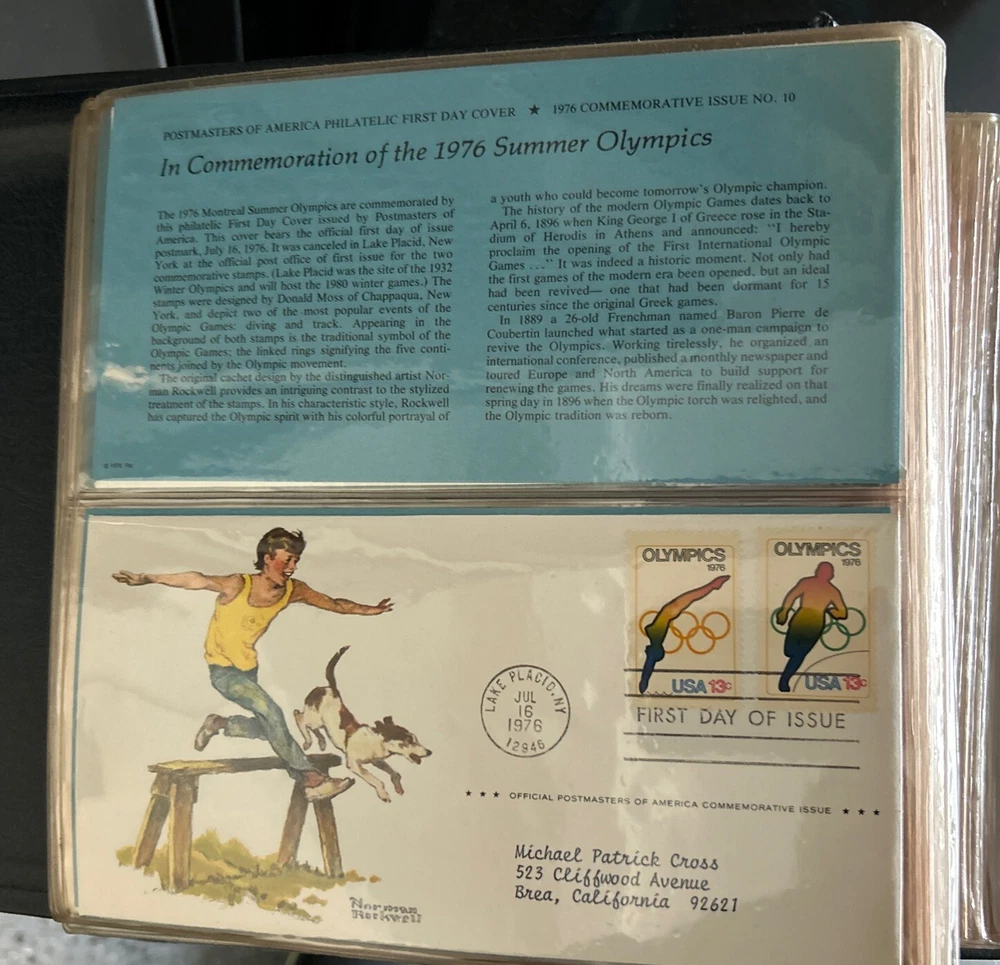 POSTMASTERS OF AMERICA PHILATELIC FIRST DAY COVER ★ 1976 COMMEMORATIVE ISSUE NO. 10
In Commemoration of the 1976 Summer Olympics
The 1976 Montreal Summer Olympics are commemorated by
this philatelic First Day Cover issued by Postmasters of
America. This cover bears the official first day of issue
postmark, July 16, 1976. It was canceled in Lake Placid, New
York at the official post office of first issue for the two
commemorative stamps. (Lake Placid was the site of the 1932
Winter Olympics and will host the 1980 winter games.) The
stamps were designed by Donald Moss of Chappaqua, New
York, and depict two of the most popular events of the
Olympic Games: diving and track. Appearing in the
background of both stamps is the traditional symbol of the
Olympic Games: the linked rings signifying the five conti-
nents joined by the Olympic movement.
The original cachet design by the distinguished artist Nor-
man Rockwell provides an intriguing contrast to the stylized
treatment of the stamps. In his characteristic style, Rockwell
has captured the Olympic spirit with his colorful portrayal of
a youth who could become tomorrow's Olympic champion.
The history of the modern Olympic Games dates back to
April 6, 1896 when King George I of Greece rose in the Sta-
dium of Herodis in Athens and announced: "I hereby
proclaim the opening of the First International Olympic
Games ..." It was indeed a historic moment. Not only had
the first games of the modern era been opened, but an ideal
had been revived— one that had been dormant for 15
centuries since the original Greek games.
In 1889 a 26-old Frenchman named Baron Pierre de
Coubertin launched what started as a one-man campaign to
revive the Olympics. Working tirelessly, he organized an
international conference, published a monthly newspaper and
toured Europe and North America to build support for
renewing the games. His dreams were finally realized on that
spring day in 1896 when the Olympic torch was relighted, and
the Olympic tradition was reborn.
OLYMPICS
1976
USA 13c
OLYMPICS
1976
USA 13c
LAKE PLACID, NY
JUL
16
1976
12946
FIRST DAY OF ISSUE
★ ★ ★ OFFICIAL POSTMASTERS OF AMERICA COMMEMORATIVE ISSUE ★ ★ ★
Michael Patrick Cross
523 Cliffwood Avenue
Brea, California 92621
Norman
Rockwell